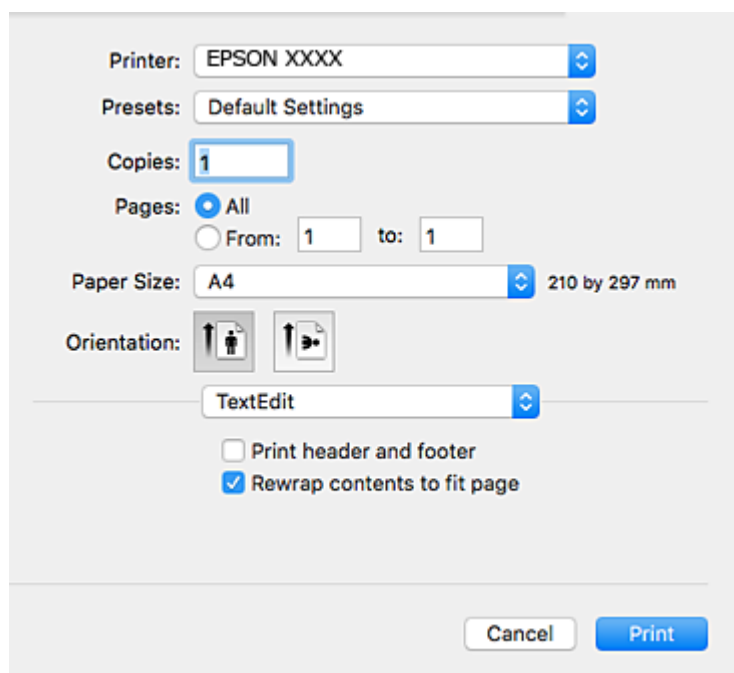 Printer: EPSON XXXX
Presets: Default Settings
Copies: 1
Pages: All
From: 1 to: 1
Paper Size: A4 210 by 297 mm
Orientation:
TextEdit
Print header and footer
Rewrap contents to fit page
Cancel Print